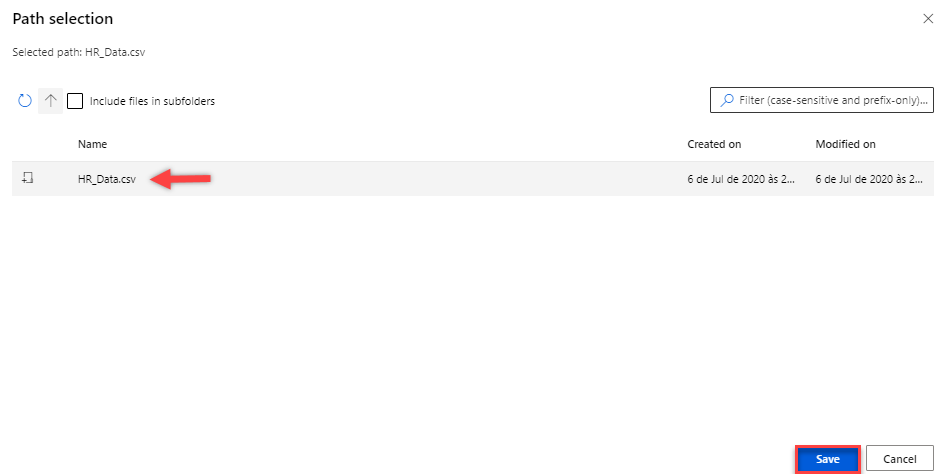 Path selection
Selected path: HR_Data.csv
Include files in subfolders
Filter (case-sensitive and prefix-only)...
Name Created on Modified on
HR_Data.csv 6 de Jul de 2020 às 2... 6 de Jul de 2020 às 2...
Save Cancel